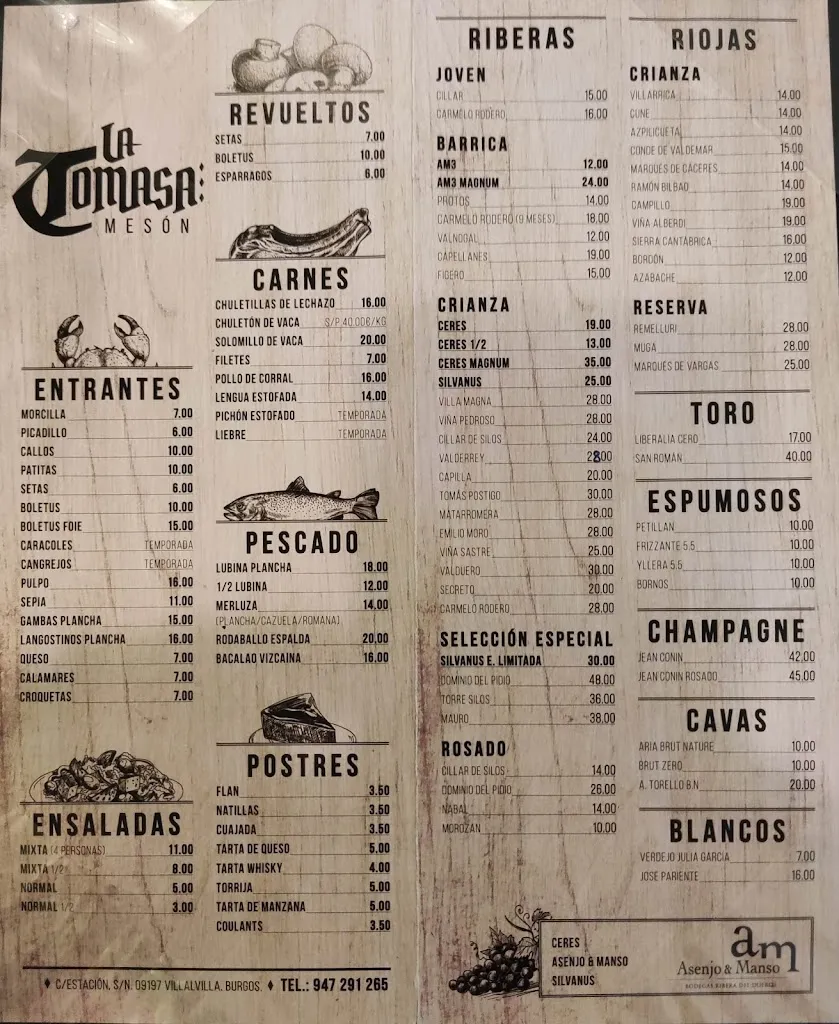 LA
TOMASA
MESÓN
ENTRANTES
MORCILLA 7.00
PICADILLO 6.00
CALLOS 10.00
PATITAS 10.00
SETAS 6.00
BOLETUS 10.00
BOLETUS FOIE 15.00
CARACOLES TEMPORADA
CANGREJOS TEMPORADA
PULPO 16.00
SEPIA 11.00
GAMBAS PLANCHA 15.00
LANGOSTINOS PLANCHA 16.00
QUESO 7.00
CALAMARES 7.00
CROQUETAS 7.00
ENSALADAS
MIXTA (4 PERSONAS) 11.00
MIXTA 1/2 8.00
NORMAL 5.00
NORMAL 1/2 3.00
REVUELTOS
SETAS 7.00
BOLETUS 10.00
ESPARRAGOS 6.00
CARNES
CHULETILLAS DE LECHAZO 16.00
CHULETÓN DE VACA S/P 40.00€/KG
SOLOMILLO DE VACA 20.00
FILETES 7.00
POLLO DE CORRAL 16.00
LENGUA ESTOFADA 14.00
PICHÓN ESTOFADO TEMPORADA
LIEBRE TEMPORADA
PESCADO
LUBINA PLANCHA 18.00
1/2 LUBINA 12.00
MERLUZA 14.00
(PLANCHA/CAZUELA/ROMANA)
RODABALLO ESPALDA 20.00
BACALAO VIZCAINA 16.00
POSTRES
FLAN 3.50
NATILLAS 3.50
CUAJADA 3.50
TARTA DE QUESO 5.00
TARTA WHISKY 4.00
TORRIJA 5.00
TARTA DE MANZANA 5.00
COULANTS 3.50
C/ESTACIÓN, S/N. 09197 VILLALVILLA. BURGOS. TEL.: 947 291 265
RIBERAS
JOVEN
CILLAR 15.00
CARMELO RODERO 16.00
BARRICA
AM3 12.00
AM3 MAGNUM 24.00
PROTOS 14.00
CARMELO RODERO (9 MESES) 18.00
VALNOGAL 12.00
CAPELLANES 19.00
FIGERO 15.00
CRIANZA
CERES 19.00
CERES 1/2 13.00
CERES MAGNUM 35.00
SILVANUS 25.00
VILLA MAGNA 28.00
VIÑA PEDROSO 28.00
CILLAR DE SILOS 24.00
VALDERREY 28.00
CAPILLA 20.00
TOMÁS POSTIGO 30.00
MATARROMERA 28.00
EMILIO MORO 28.00
VIÑA SASTRE 25.00
VALDUERO 30.00
SECRETO 20.00
CARMELO RODERO 28.00
SELECCIÓN ESPECIAL
SILVANUS E. LIMITADA 30.00
DOMINIO DEL PIDIO 48.00
TORRE SILOS 36.00
MAURO 38.00
ROSADO
CILLAR DE SILOS 14.00
DOMINIO DEL PIDIO 26.00
NABAL 14.00
MOROZAN 10.00
RIOJAS
CRIANZA
VILLARRICA 14.00
CUNE 14.00
AZPILICUETA 14.00
CONDE DE VALDEMAR 15.00
MARQUÉS DE CÁCERES 14.00
RAMÓN BILBAO 14.00
CAMPILLO 19.00
VIÑA ALBERDI 19.00
SIERRA CANTÁBRICA 16.00
BORDÓN 12.00
AZABACHE 12.00
RESERVA
REMELLURI 28.00
MUGA 28.00
MARQUES DE VARGAS 25.00
TORO
LIBERALIA CERO 17.00
SAN ROMÁN 40.00
ESPUMOSOS
PETILLAN 10.00
FRIZZANTE 5.5 10.00
YLLERA 5.5 10.00
BORNOS 10.00
CHAMPAGNE
JEAN CONIN 42.00
JEAN CONIN ROSADO 45.00
CAVAS
ARIA BRUT NATURE 10.00
BRUT ZERO 10.00
A. TORELLO B.N 20.00
BLANCOS
VERDEJO JULIA GARCIA 7.00
JOSE PARIENTE 16.00
CERES
ASENJO & MANSO
SILVANUS
am
Asenjo & Manso
BODEGAS RIBERA DEL DUERO